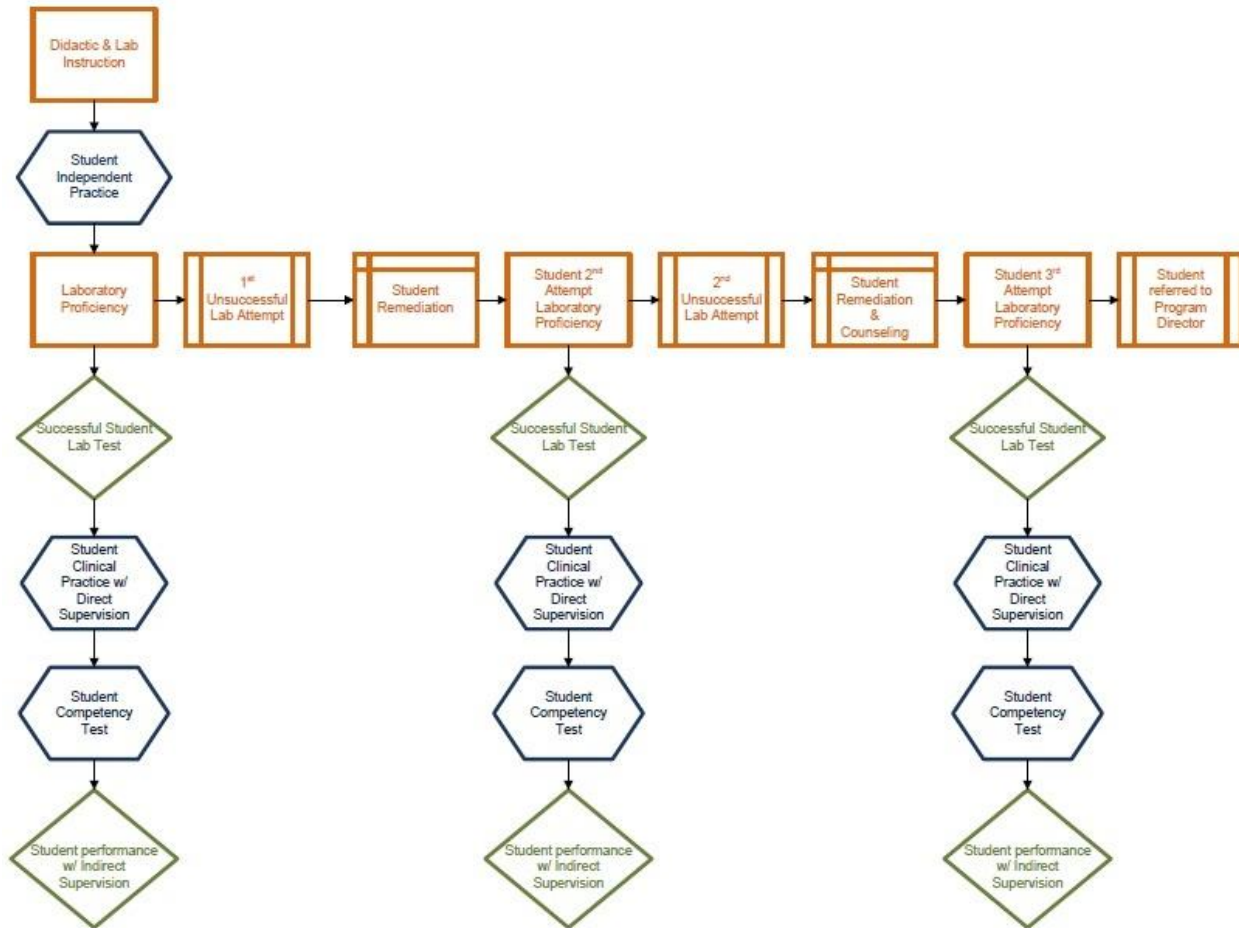 Didactic & Lab
Instruction
Student
Independent
Practice
Laboratory
Proficiency
1st
Unsuccessful
Lab Attempt
Student
Remediation
Student 2nd
Attempt
Laboratory
Proficiency
2nd
Unsuccessful
Lab Attempt
Student
Remediation
&
Counseling
Student 3rd
Attempt
Laboratory
Proficiency
Student
referred to
Program
Director
Successful Student
Lab Test
Successful Student
Lab Test
Successful Student
Lab Test
Student
Clinical
Practice w/
Direct
Supervision
Student
Clinical
Practice w/
Direct
Supervision
Student
Clinical
Practice w/
Direct
Supervision
Student
Competency
Test
Student
Competency
Test
Student
Competency
Test
Student performance
w/ Indirect
Supervision
Student performance
w/ Indirect
Supervision
Student performance
w/ Indirect
Supervision